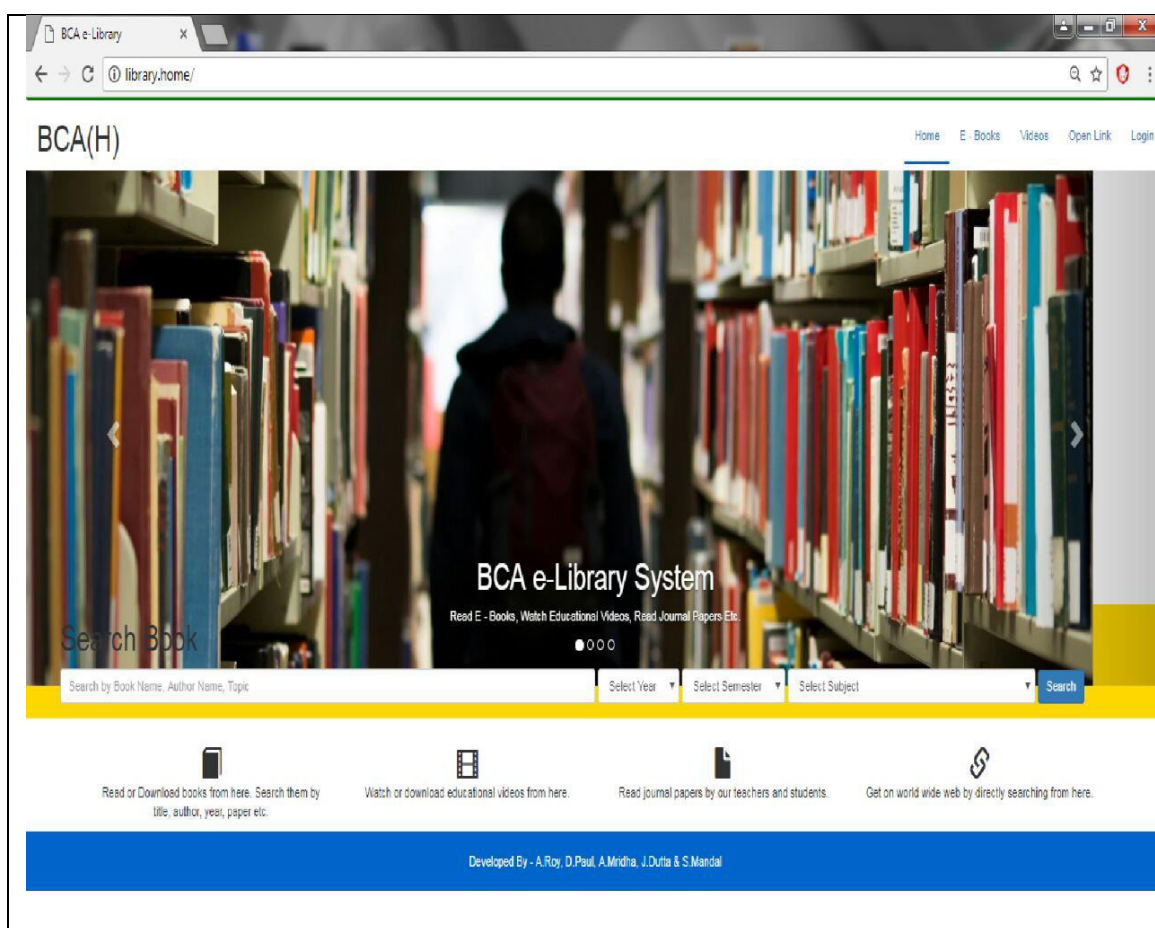 BCA e-Library
library.home/
BCA(H)
Home E - Books Videos Open Link Login
BCA e-Library System
Read E - Books, Watch Educational Videos, Read Journal Papers Etc.
Search Book
Search by Book Name, Author Name, Topic Select Year Select Semester Select Subject Search
Read or Download books from here. Search them by
title, author, year, paper etc.
Watch or download educational videos from here.
Read journal papers by our teachers and students.
Get on world wide web by directly searching from here.
Developed By - A.Roy, D.Paul, A.Mridha, J.Dutta & S.Mandal